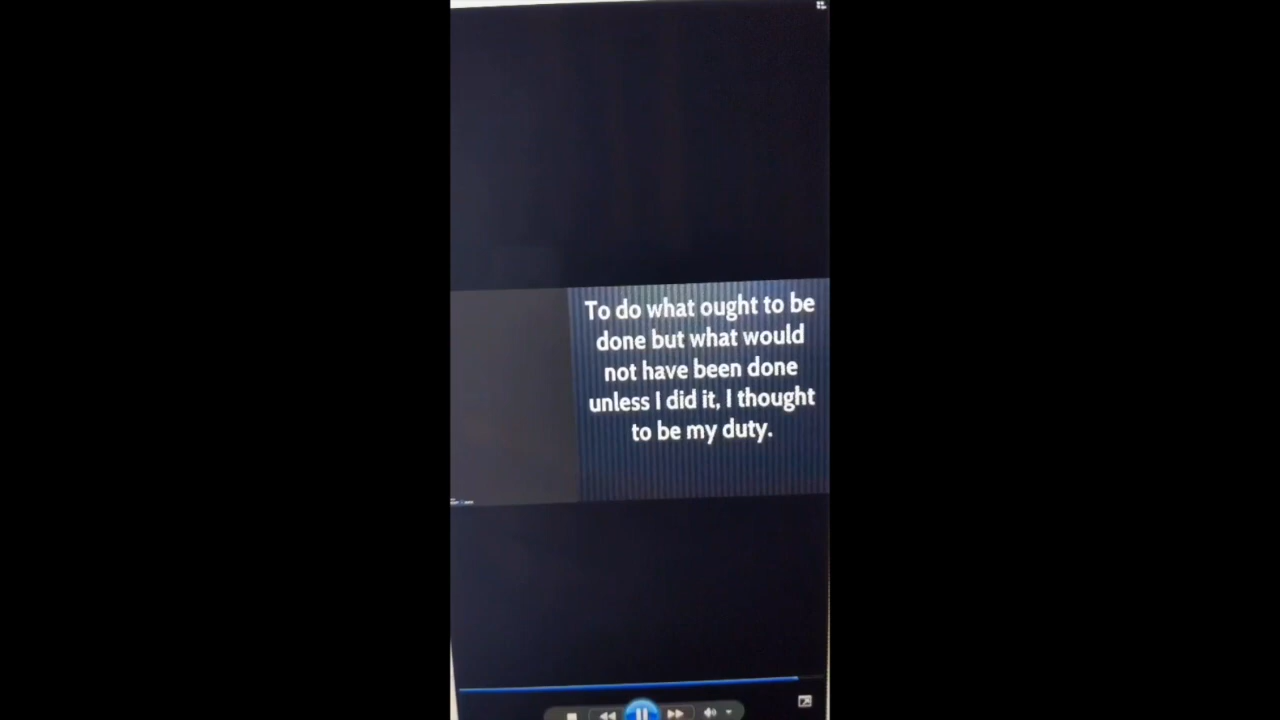 To do what ought to be
done but what would
not have been done
unless I did it, I thought
to be my duty.